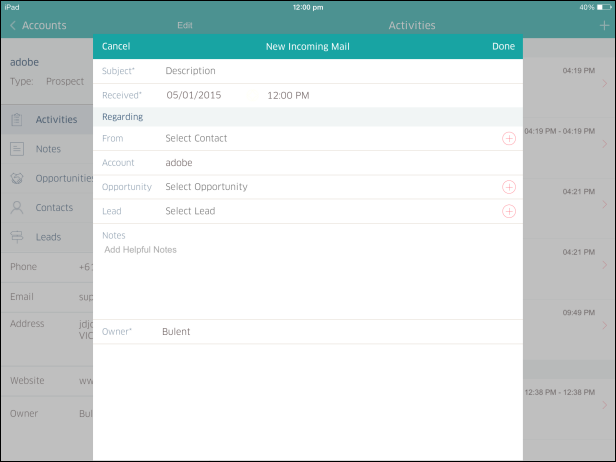 iPad 12:00 pm 40%
Accounts Edit Activities
Cancel New Incoming Mail Done
adobe
Type: Prospect
Subject* Description
04:19 PM
Received* 05/01/2015 12:00 PM
Regarding
Activities
From Select Contact
04:19 PM - 04:19 PM
Notes
Account adobe
Opportunities
Opportunity Select Opportunity
04:21 PM
Contacts
Lead Select Lead
Leads
Notes
Add Helpful Notes
04:21 PM
Phone +61
Email sup
Address jdjc
VIC
09:49 PM
Owner* Bulent
Website ww
12:38 PM - 12:38 PM
Owner Bul